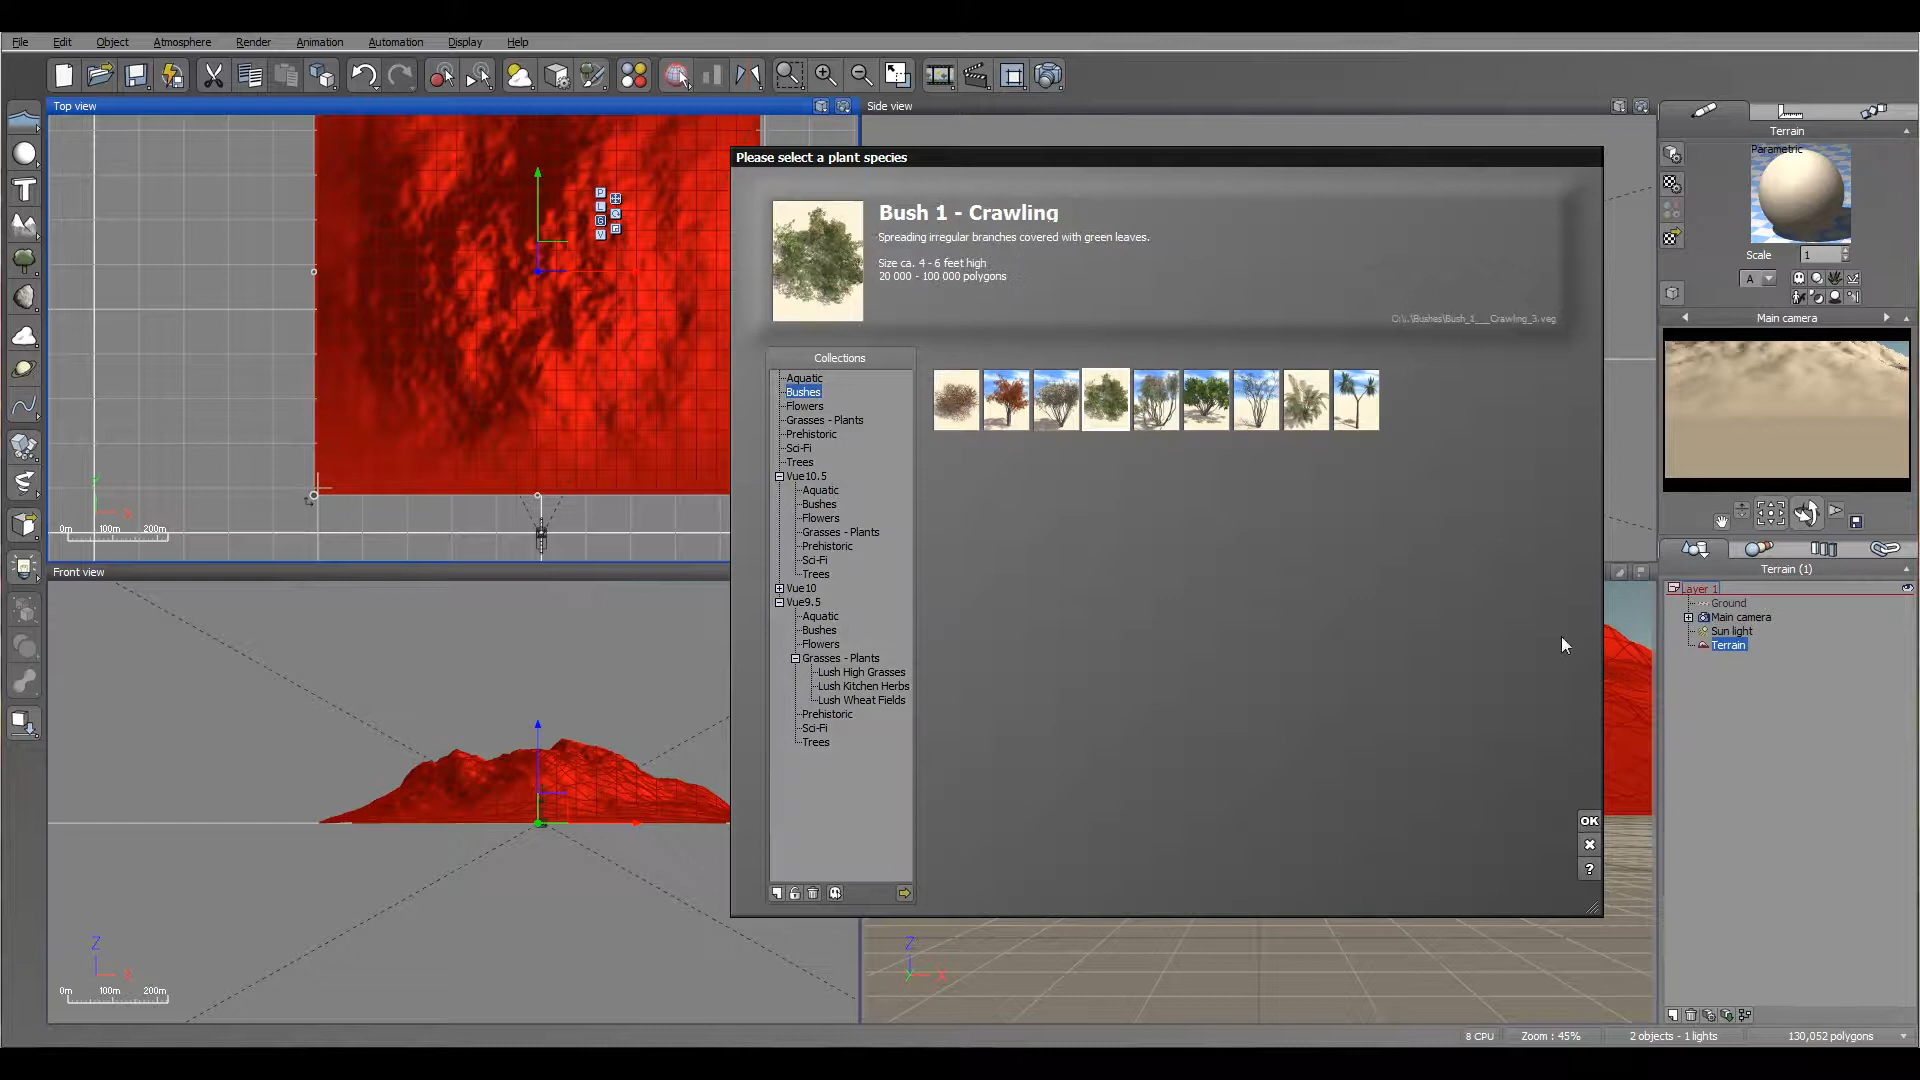 File Edit Object Atmosphere Render Animation Automation Display Help
Top view
Side view
Please select a plant species
Bush 1 - Crawling
Spreading irregular branches covered with green leaves.
Size ca. 4 - 6 feet high
20 000 - 100 000 polygons
Collections
Aquatic
Bushes
Flowers
Grasses - Plants
Prehistoric
Sci-Fi
Trees
Vue10.5
Aquatic
Bushes
Flowers
Grasses - Plants
Prehistoric
Sci-Fi
Trees
Vue10
Vue9.5
Aquatic
Bushes
Flowers
Grasses - Plants
Lush High Grasses
Lush Kitchen Herbs
Lush Wheat Fields
Prehistoric
Sci-Fi
Trees
OK
?
P
L
G
V
Y
X
0m 100m 200m
Front view
Z
X
0m 100m 200m
Z
Y X
Terrain
Parametric
Scale 1
A
Main camera
Terrain (1)
Layer 1
Ground
Main camera
Sun light
Terrain
8 CPU Zoom : 45% 2 objects - 1 lights 130,052 polygons